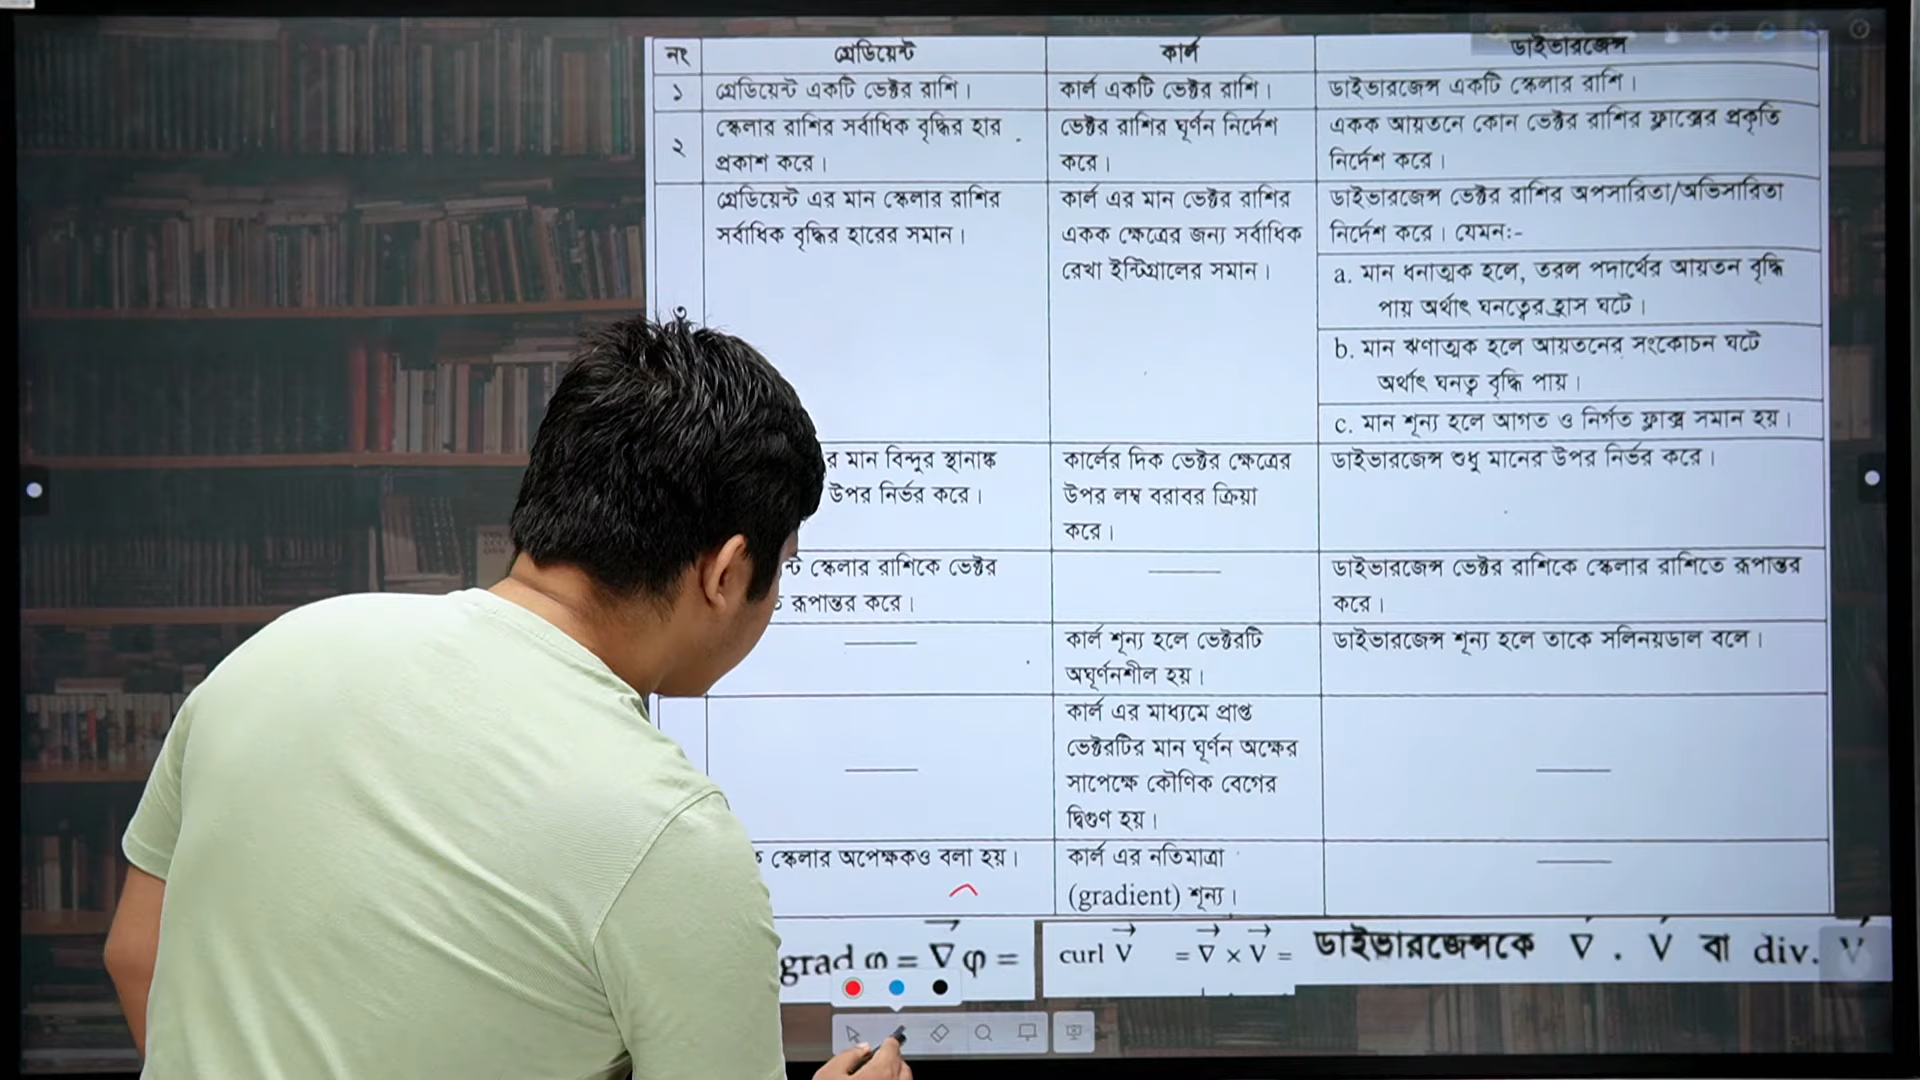 নং গ্রেডিয়েন্ট কার্ল ডাইভারজেন্স
১ গ্রেডিয়েন্ট একটি ভেক্টর রাশি। কার্ল একটি ভেক্টর রাশি। ডাইভারজেন্স একটি স্কেলার রাশি।
২ স্কেলার রাশির সর্বাধিক বৃদ্ধির হার
প্রকাশ করে।
ভেক্টর রাশির ঘূর্ণন নির্দেশ
করে।
একক আয়তনে কোন ভেক্টর রাশির ফ্লাক্সের প্রকৃতি
নির্দেশ করে।
গ্রেডিয়েন্ট এর মান স্কেলার রাশির
সর্বাধিক বৃদ্ধির হারের সমান।
কার্ল এর মান ভেক্টর রাশির
একক ক্ষেত্রের জন্য সর্বাধিক
রেখা ইন্টিগ্রালের সমান।
ডাইভারজেন্স ভেক্টর রাশির অপসারিতা/অভিসারিতা
নির্দেশ করে। যেমনঃ-
a. মান ধনাত্মক হলে, তরল পদার্থের আয়তন বৃদ্ধি
পায় অর্থাৎ ঘনত্বের হ্রাস ঘটে।
b. মান ঋণাত্মক হলে আয়তনের সংকোচন ঘটে
অর্থাৎ ঘনত্ব বৃদ্ধি পায়।
c. মান শূন্য হলে আগত ও নির্গত ফ্লাক্স সমান হয়।
র মান বিন্দুর স্থানাঙ্ক
উপর নির্ভর করে।
কার্লের দিক ভেক্টর ক্ষেত্রের
উপর লম্ব বরাবর ক্রিয়া
করে।
ডাইভারজেন্স শুধু মানের উপর নির্ভর করে।
স্কেলার রাশিকে ভেক্টর
রূপান্তর করে।
ডাইভারজেন্স ভেক্টর রাশিকে স্কেলার রাশিতে রূপান্তর
করে।
কার্ল শূন্য হলে ভেক্টরটি
অঘূর্ণনশীল হয়।
ডাইভারজেন্স শূন্য হলে তাকে সলিনয়ডাল বলে।
কার্ল এর মাধ্যমে প্রাপ্ত
ভেক্টরটির মান ঘূর্ণন অক্ষের
সাপেক্ষে কৌণিক বেগের
দ্বিগুণ হয়।
স্কেলার অপেক্ষকও বলা হয়।
কার্ল এর নতিমাত্রা
(gradient) শূন্য।
grad φ = ∇⃗ φ =
curl V⃗ = ∇⃗ × V⃗ =
ডাইভারজেন্সকে ∇ . V́ বা div. V́